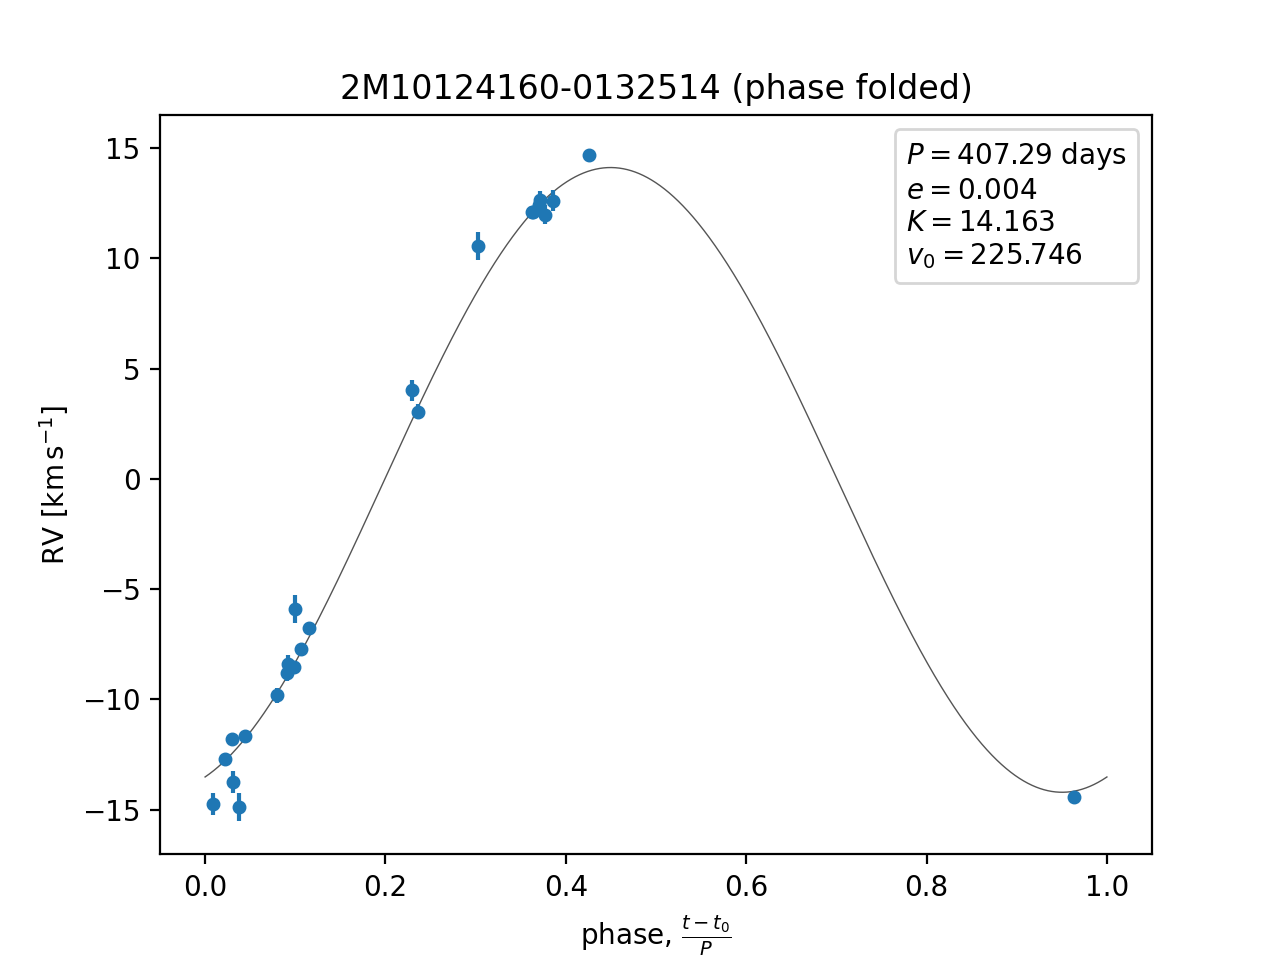 2M10124160-0132514 (phase folded)
P = 407.29 days
e = 0.004
K = 14.163
v₀ = 225.746
15
10
5
0
−5
−10
−15
RV [km s⁻¹]
0.0 0.2 0.4 0.6 0.8 1.0
phase, (t − t₀)/P